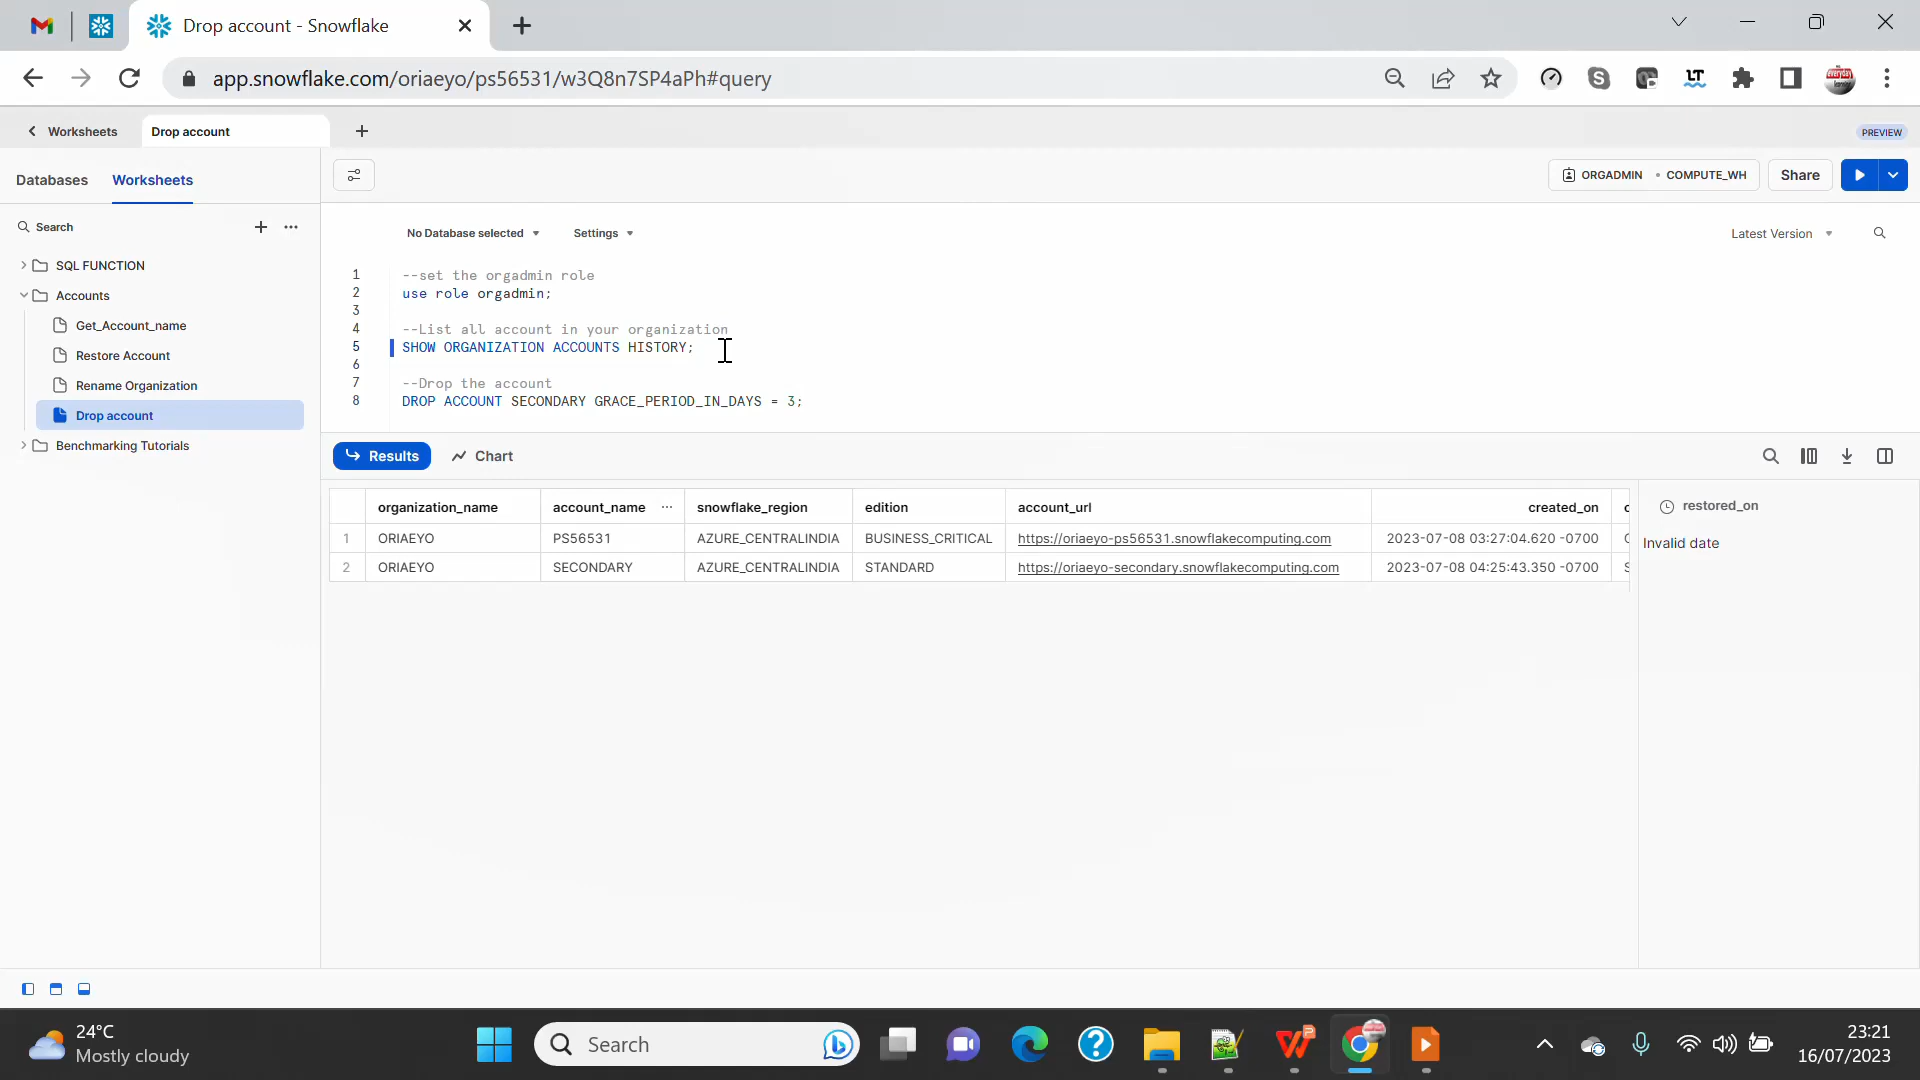 Drop account - Snowflake
app.snowflake.com/oriaeyo/ps56531/w3Q8n7SP4aPh#query
Worksheets
Drop account
PREVIEW
Databases
Worksheets
ORGADMIN
COMPUTE_WH
Share
Search
SQL FUNCTION
Accounts
Get_Account_name
Restore Account
Rename Organization
Drop account
Benchmarking Tutorials
No Database selected
Settings
Latest Version
1 --set the orgadmin role
2 use role orgadmin;
3
4 --List all account in your organization
5 SHOW ORGANIZATION ACCOUNTS HISTORY;
6
7 --Drop the account
8 DROP ACCOUNT SECONDARY GRACE_PERIOD_IN_DAYS = 3;
Results
Chart
organization_name account_name ... snowflake_region edition account_url created_on
1 ORIAEYO PS56531 AZURE_CENTRALINDIA BUSINESS_CRITICAL https://oriaeyo-ps56531.snowflakecomputing.com 2023-07-08 03:27:04.620 -0700
2 ORIAEYO SECONDARY AZURE_CENTRALINDIA STANDARD https://oriaeyo-secondary.snowflakecomputing.com 2023-07-08 04:25:43.350 -0700
restored_on
Invalid date
24°C
Mostly cloudy
Search
23:21
16/07/2023